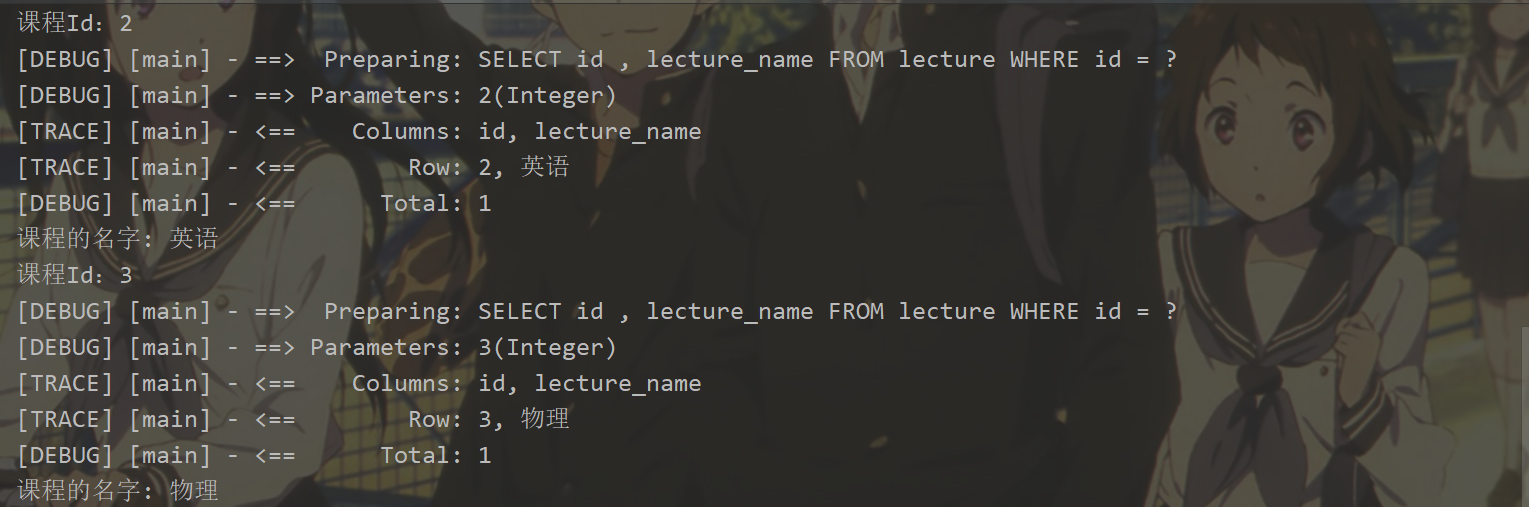 课程Id：2
[DEBUG] [main] - ==>  Preparing: SELECT id , lecture_name FROM lecture WHERE id = ?
[DEBUG] [main] - ==> Parameters: 2(Integer)
[TRACE] [main] - <==    Columns: id, lecture_name
[TRACE] [main] - <==        Row: 2, 英语
[DEBUG] [main] - <==      Total: 1
课程的名字: 英语
课程Id：3
[DEBUG] [main] - ==>  Preparing: SELECT id , lecture_name FROM lecture WHERE id = ?
[DEBUG] [main] - ==> Parameters: 3(Integer)
[TRACE] [main] - <==    Columns: id, lecture_name
[TRACE] [main] - <==        Row: 3, 物理
[DEBUG] [main] - <==      Total: 1
课程的名字: 物理